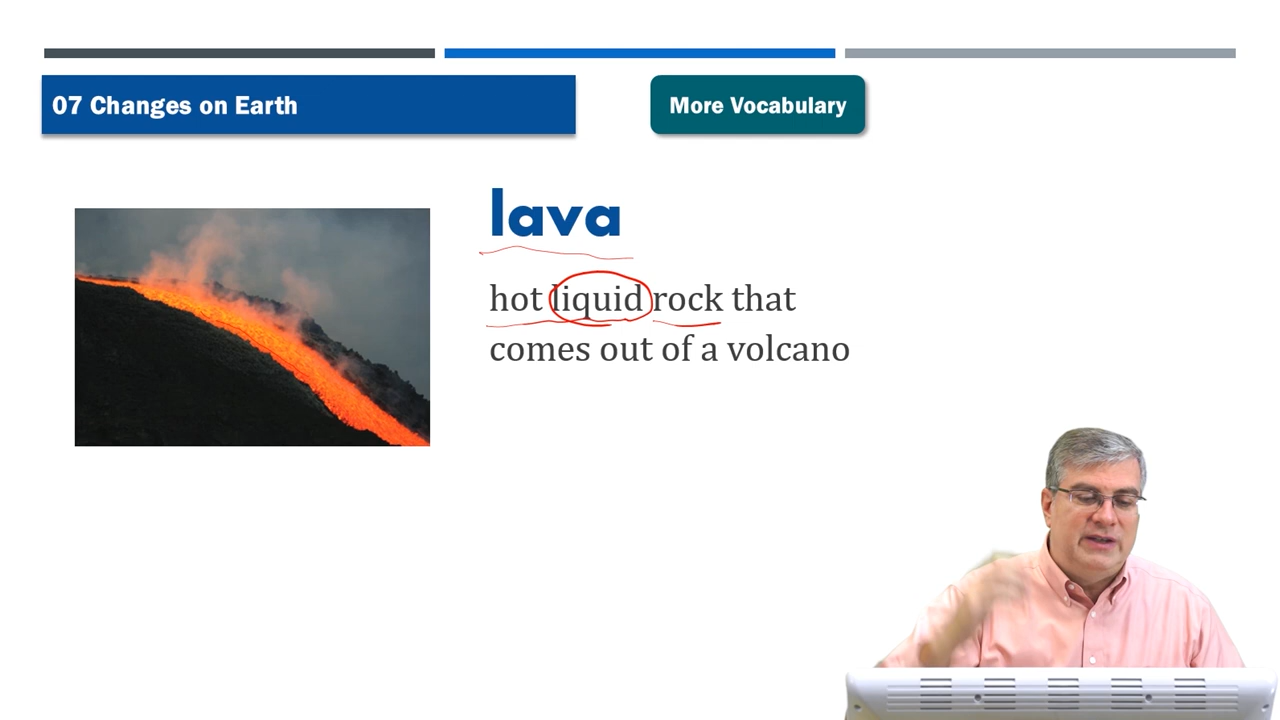 07 Changes on Earth
More Vocabulary
lava
hot liquid rock that
comes out of a volcano